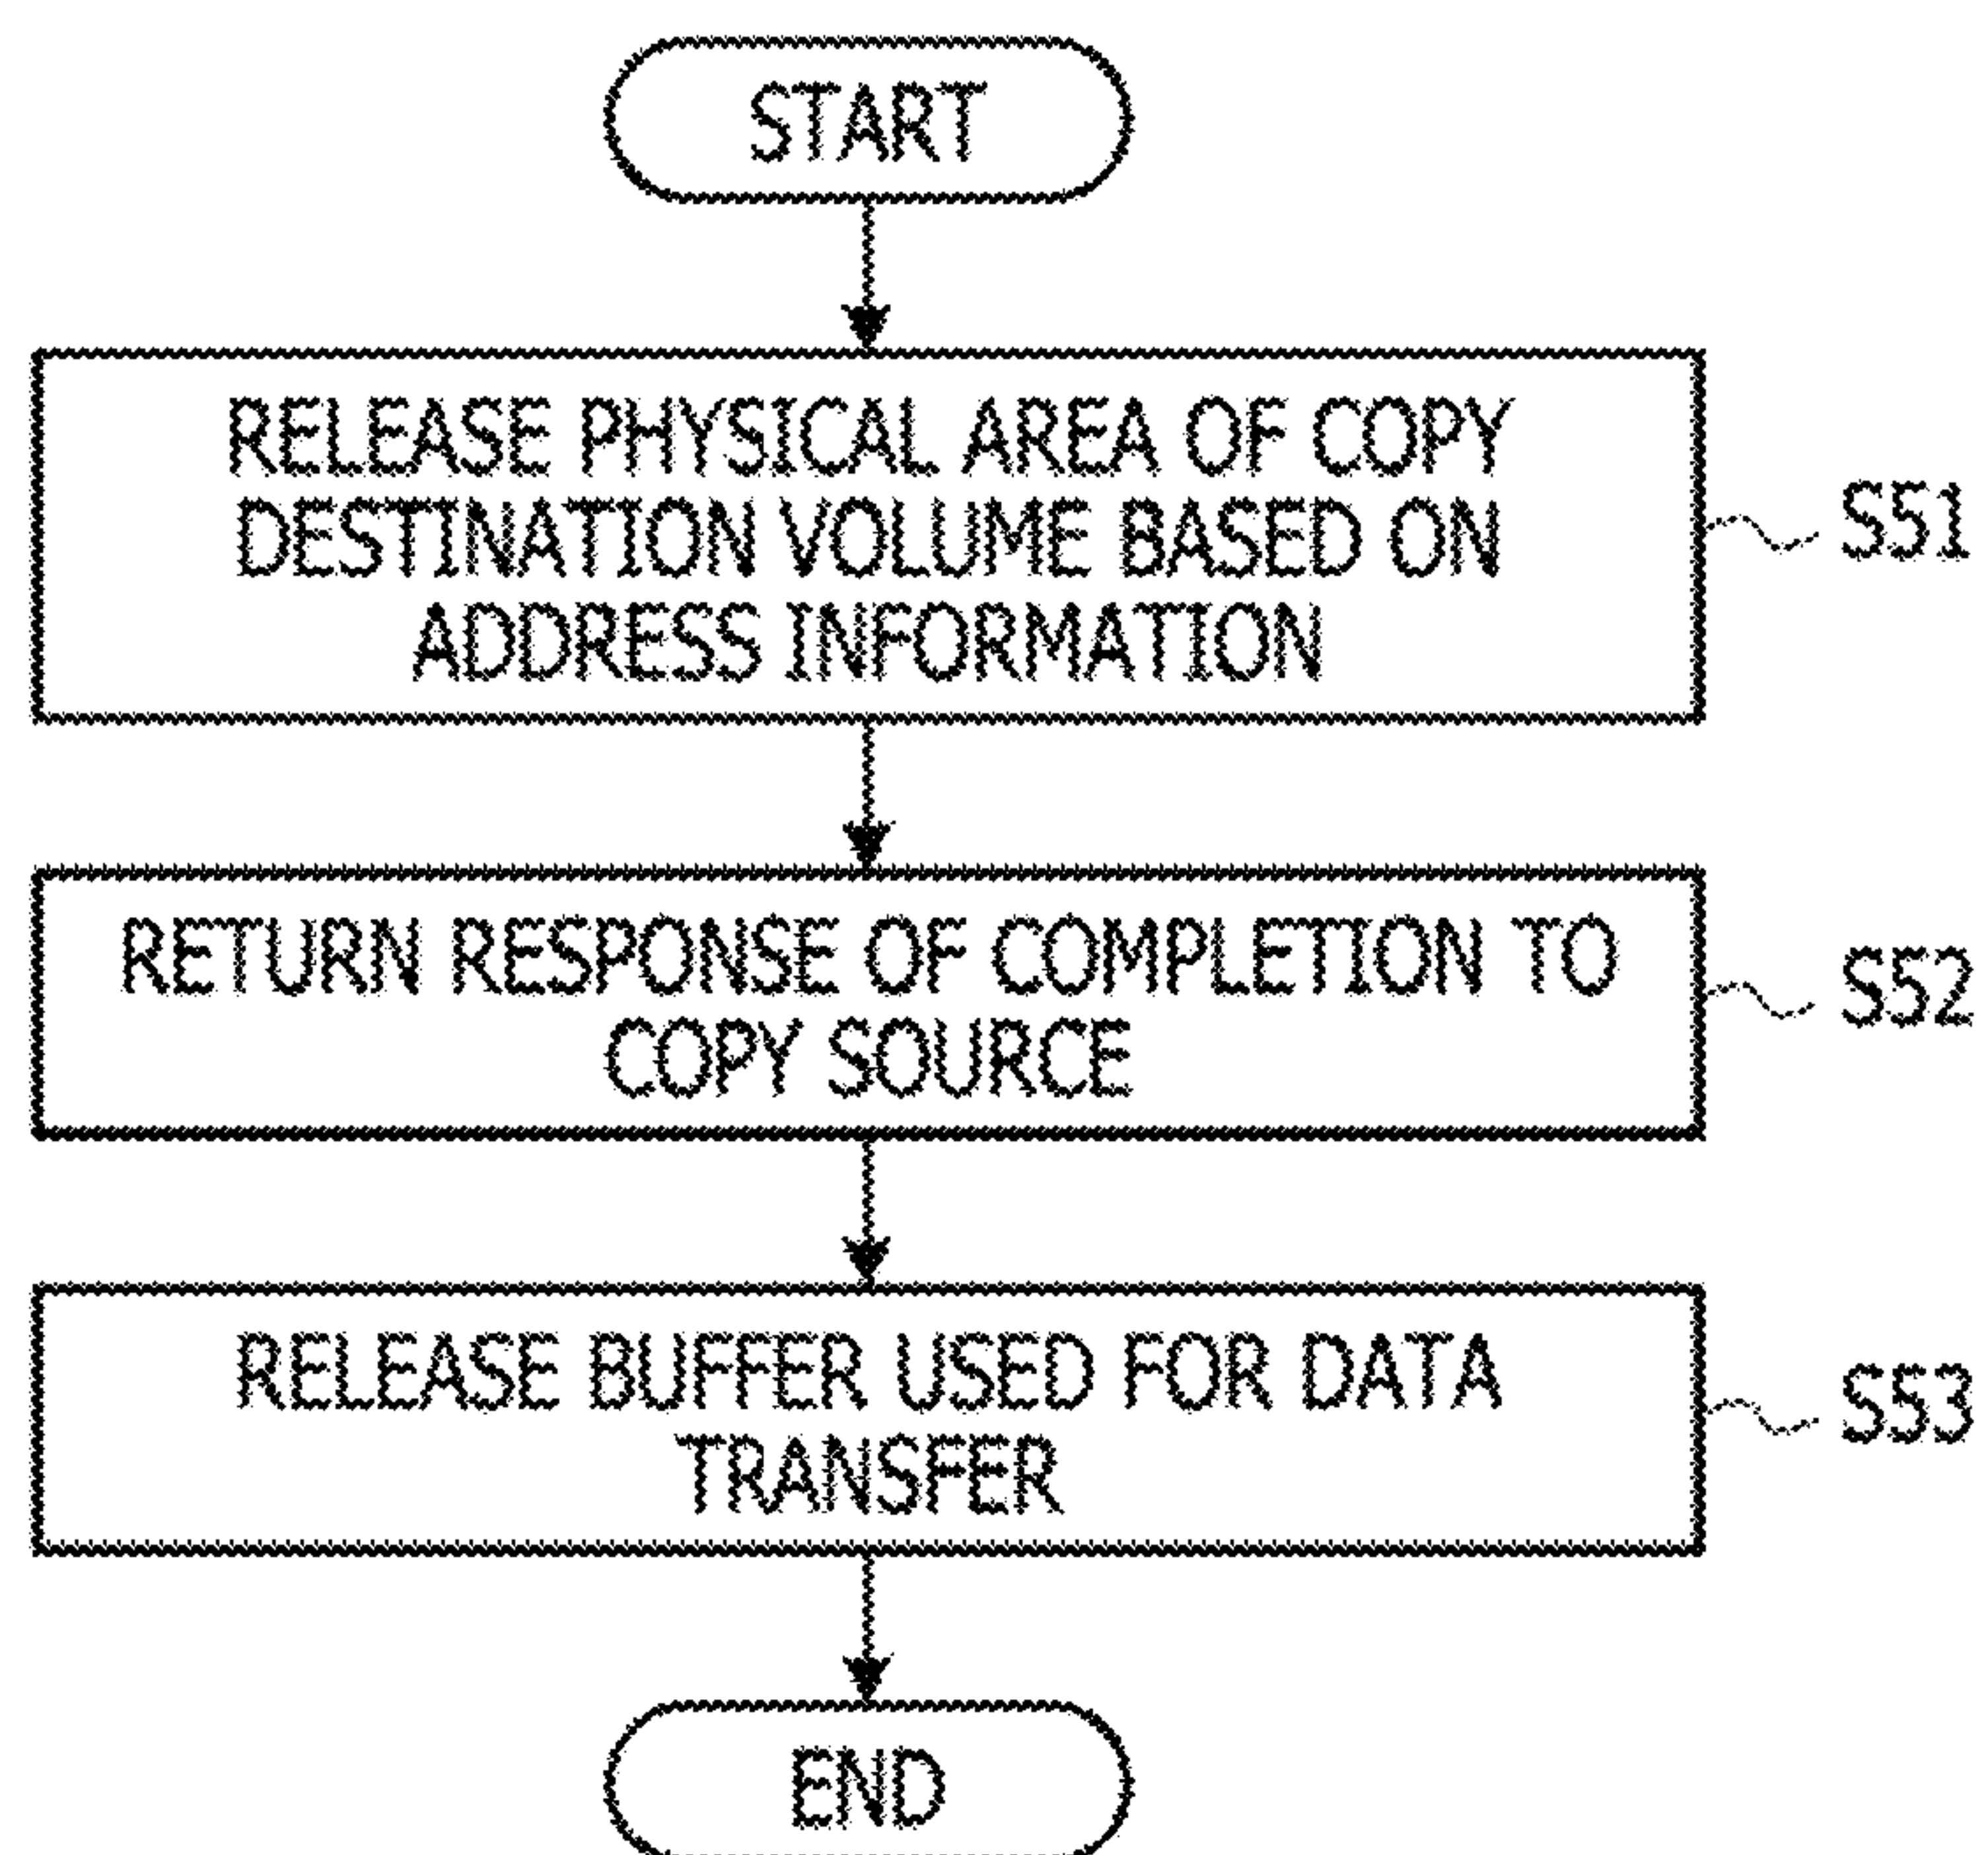 START
RELEASE PHYSICAL AREA OF COPY
DESTINATION VOLUME BASED ON
ADDRESS INFORMATION
S51
RETURN RESPONSE OF COMPLETION TO
COPY SOURCE
S52
RELEASE BUFFER USED FOR DATA
TRANSFER
S53
END